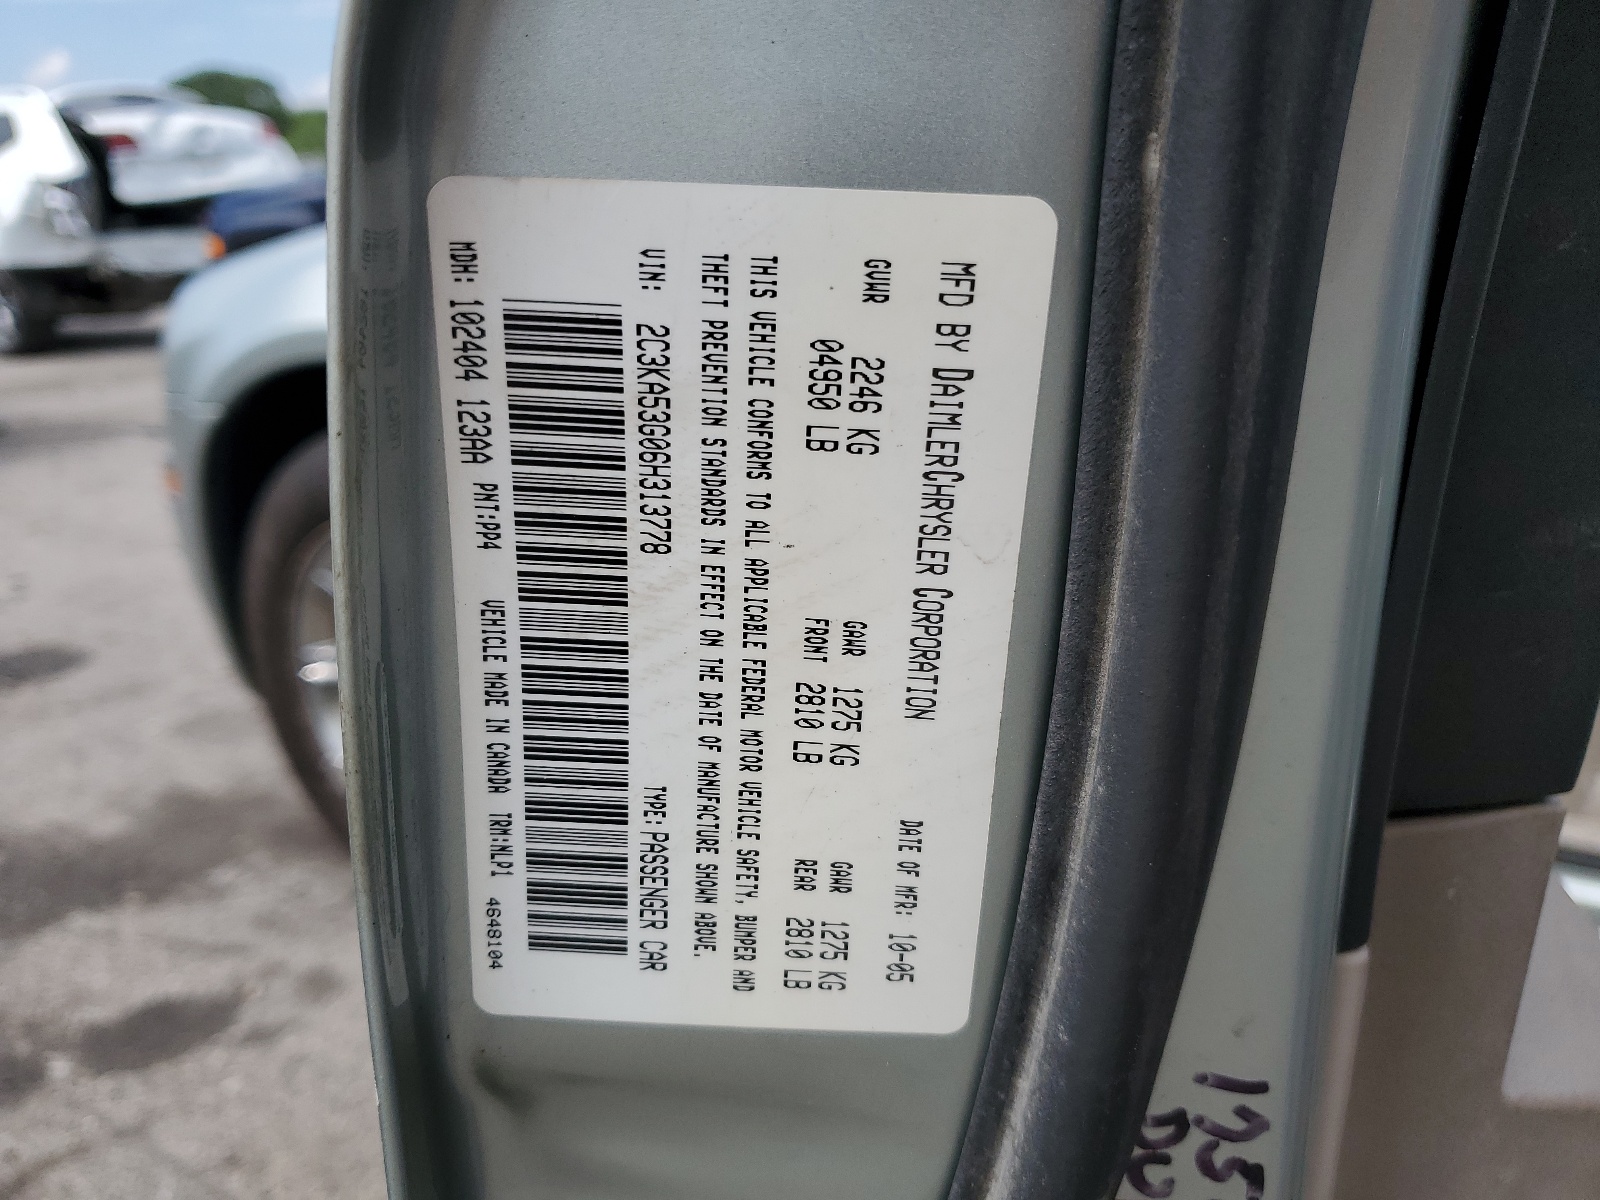 MFD BY DAIMLERCHRYSLER CORPORATION DATE OF MFR: 10-05
GVWR 2246 KG GAWR 1275 KG GAWR 1275 KG
04950 LB FRONT 2810 LB REAR 2810 LB
THIS VEHICLE CONFORMS TO ALL APPLICABLE FEDERAL MOTOR VEHICLE SAFETY, BUMPER AND
THEFT PREVENTION STANDARDS IN EFFECT ON THE DATE OF MANUFACTURE SHOWN ABOVE.
VIN: 2C3KA53G06H313778 TYPE: PASSENGER CAR
MDH: 102404 123AA PNT:PP4 VEHICLE MADE IN CANADA TRM:NLP1 4648104